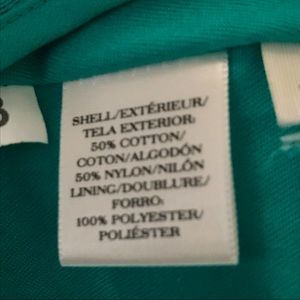 SHELL/EXTÉRIEUR/
TELA EXTERIOR:
50% COTTON/
COTON/ALGODÓN
50% NYLON/NILÓN
LINING/DOUBLURE/
FORRO:
100% POLYESTER/
POLIÉSTER